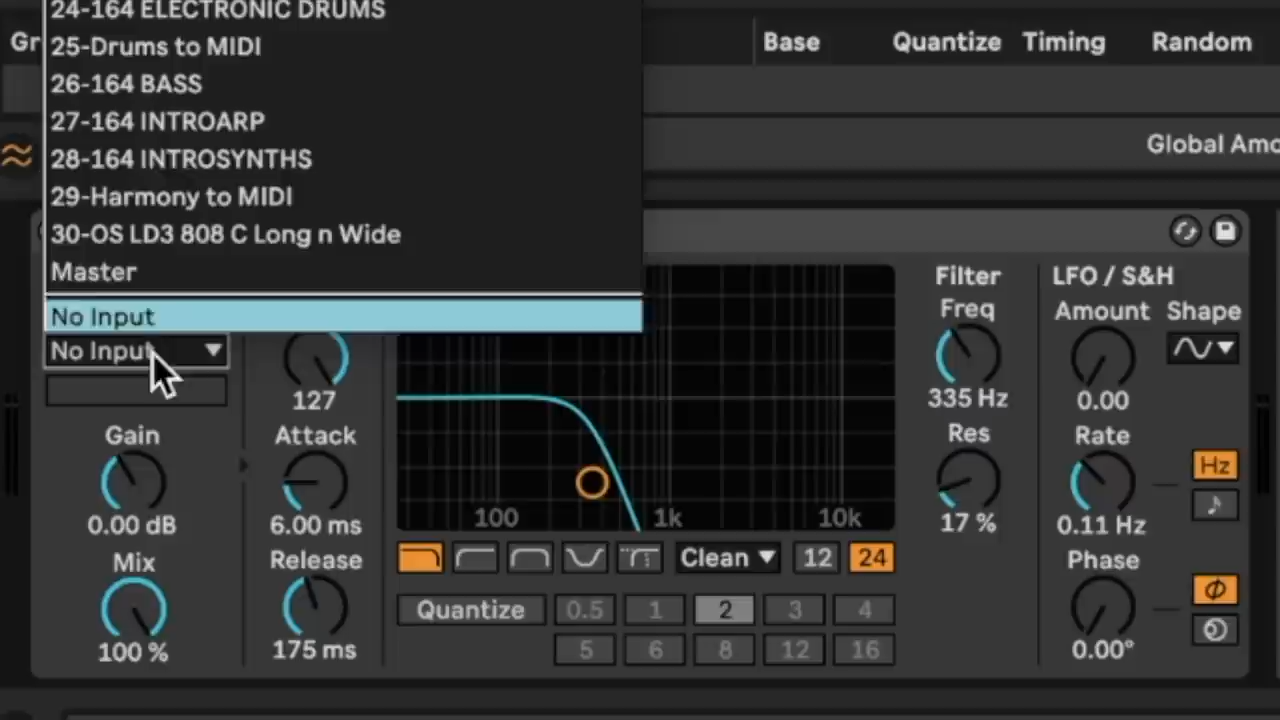 24-164 ELECTRONIC DRUMS
Gr
25-Drums to MIDI
Base Quantize Timing Random
26-164 BASS
27-164 INTROARP
28-164 INTROSYNTHS
Global Amo
29-Harmony to MIDI
30-OS LD3 808 C Long n Wide
Master
No Input
No Input
127
Gain
0.00 dB
Mix
100 %
Attack
6.00 ms
Release
175 ms
100 1k 10k
Clean 12 24
Quantize 0.5 1 2 3 4
5 6 8 12 16
Filter
Freq
335 Hz
Res
17 %
LFO / S&H
Amount Shape
0.00
Rate
Hz
0.11 Hz
Phase
0.00°